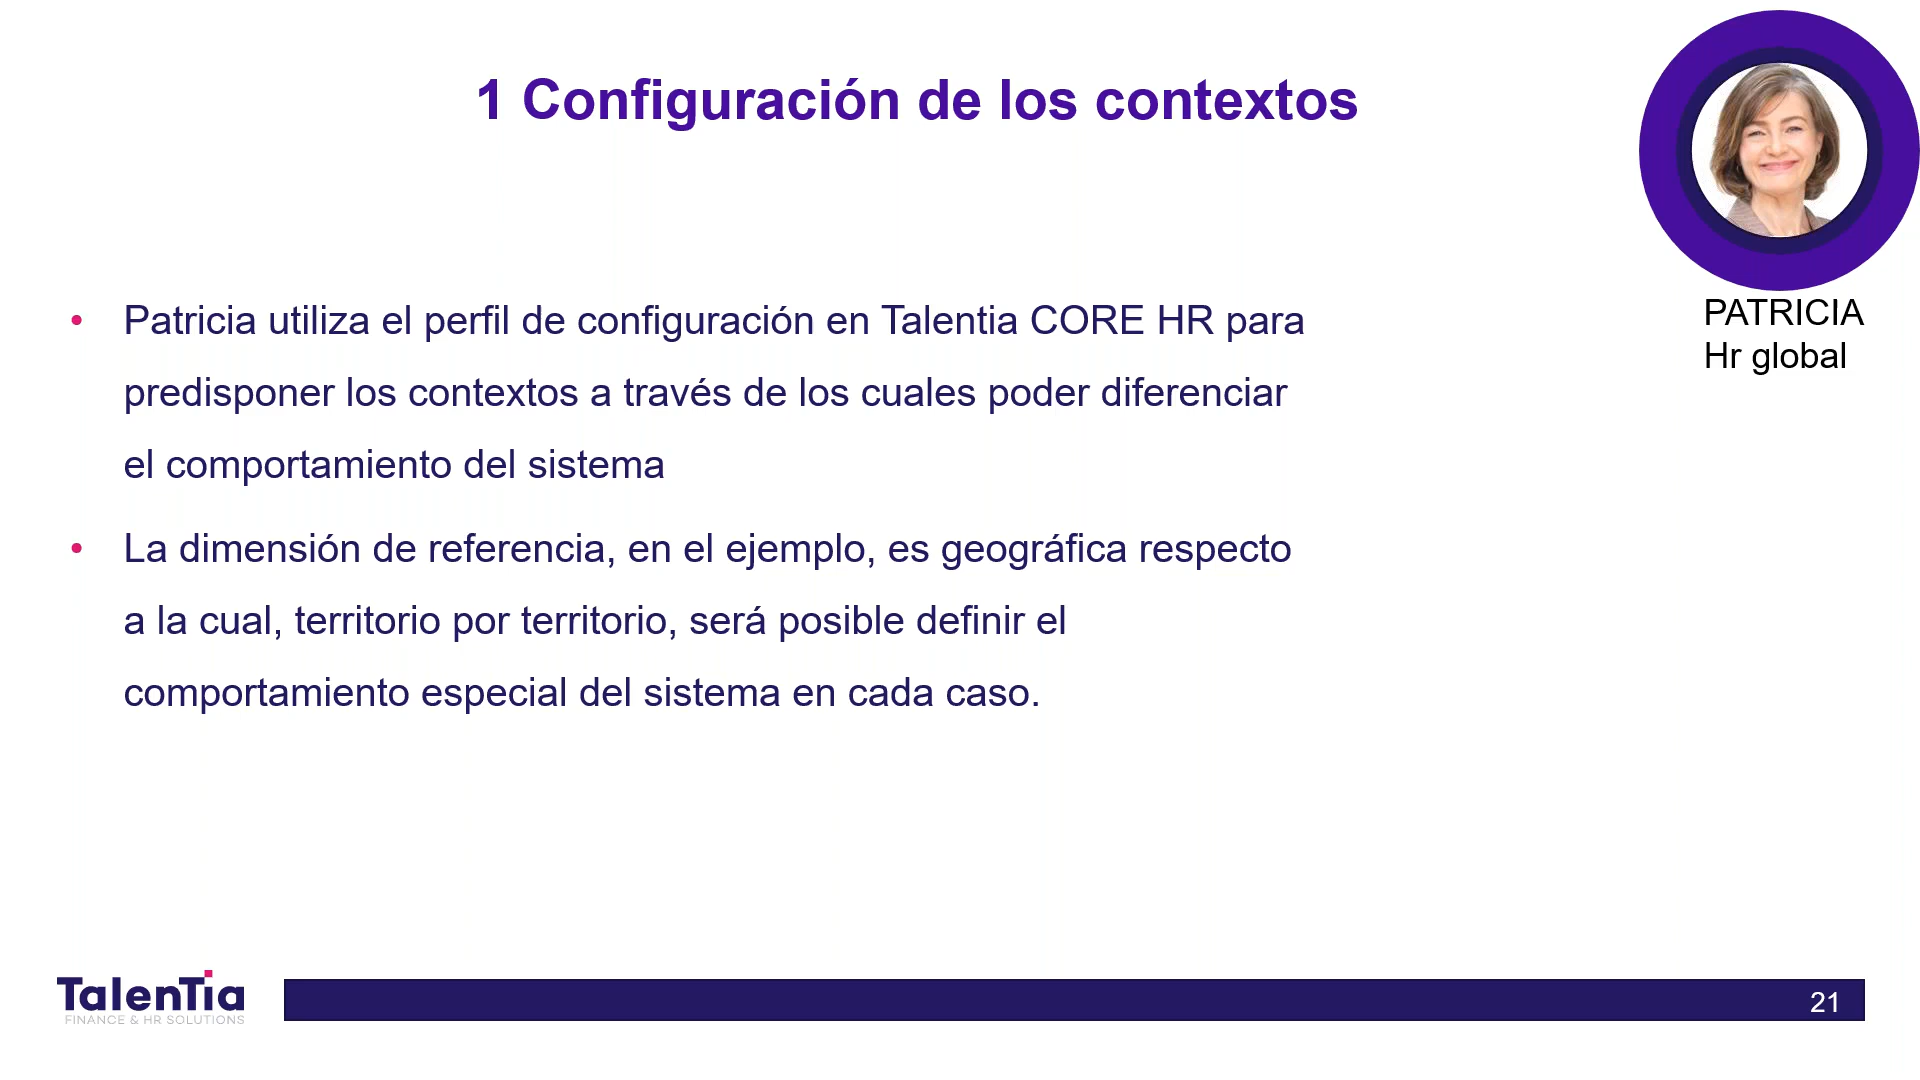 1 Configuración de los contextos
PATRICIA
Hr global
• Patricia utiliza el perfil de configuración en Talentia CORE HR para
predisponer los contextos a través de los cuales poder diferenciar
el comportamiento del sistema
• La dimensión de referencia, en el ejemplo, es geográfica respecto
a la cual, territorio por territorio, será posible definir el
comportamiento especial del sistema en cada caso.
TalenTia
FINANCE & HR SOLUTIONS
21